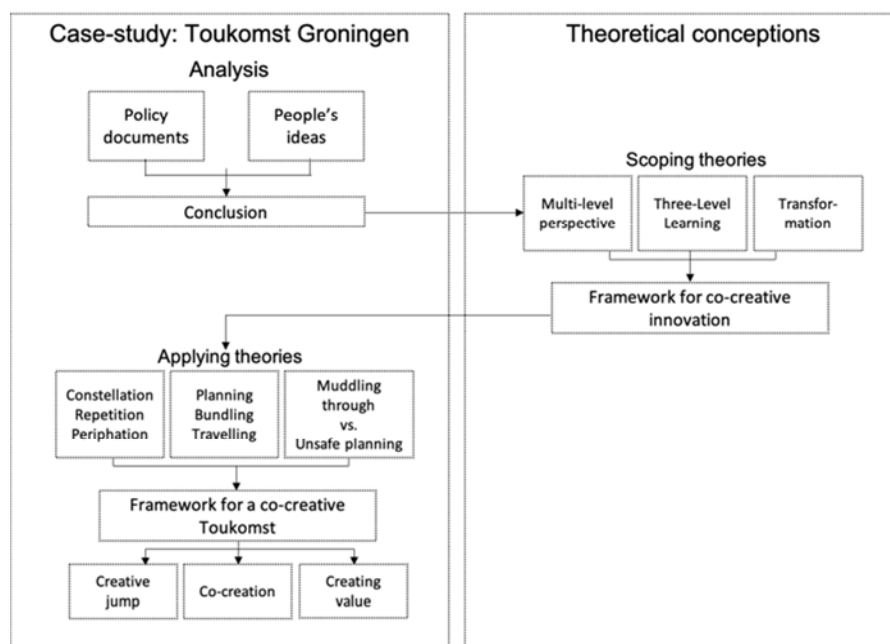 Case-study: Toukomst Groningen
Analysis
Policy
documents
People's
ideas
Conclusion
Theoretical conceptions
Scoping theories
Multi-level
perspective
Three-Level
Learning
Transfor-
mation
Framework for co-creative
innovation
Applying theories
Constellation
Repetition
Periphation
Planning
Bundling
Travelling
Muddling
through
vs.
Unsafe planning
Framework for a co-creative
Toukomst
Creative
jump
Co-creation
Creating
value